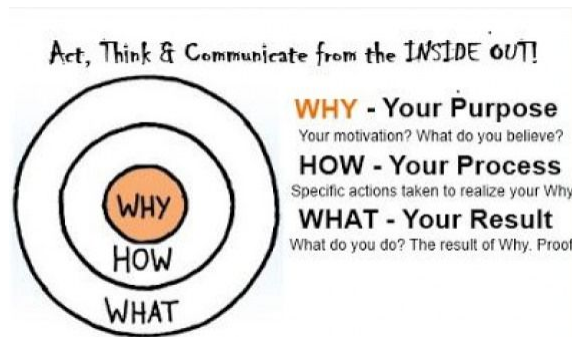 Act, Think & Communicate from the INSIDE OUT!
WHY
HOW
WHAT
WHY - Your Purpose
Your motivation? What do you believe?
HOW - Your Process
Specific actions taken to realize your Why
WHAT - Your Result
What do you do? The result of Why. Proof